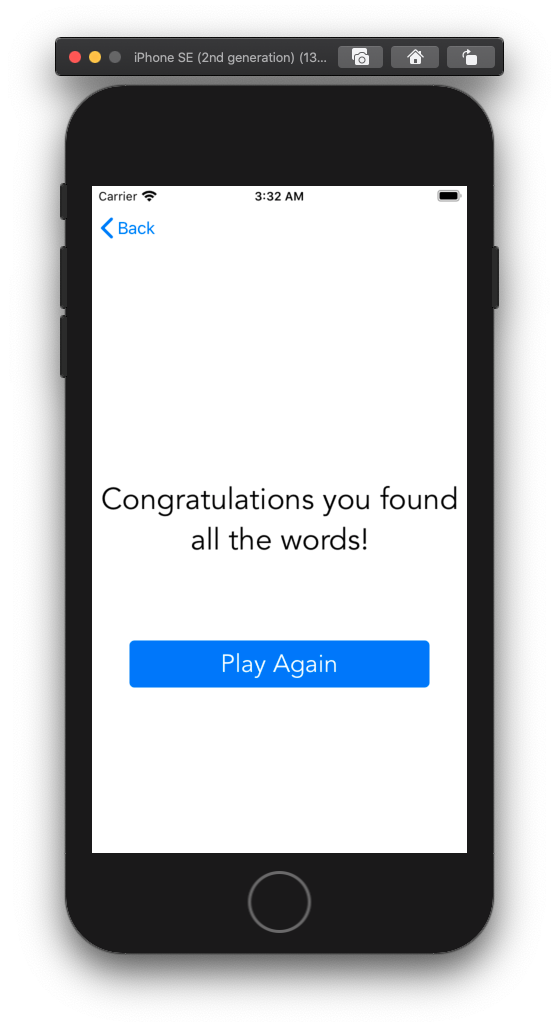 iPhone SE (2nd generation) (13...
Carrier 3:32 AM
Back
Congratulations you found
all the words!
Play Again